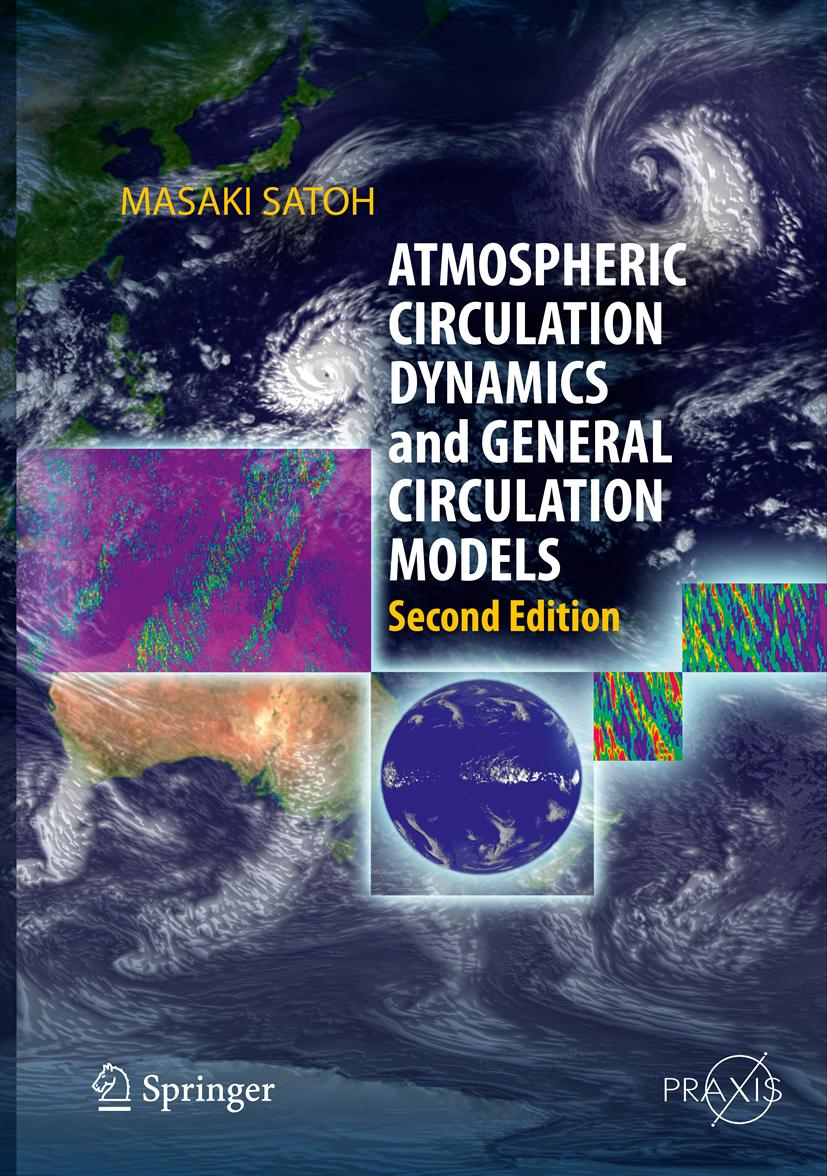 MASAKI SATOH
ATMOSPHERIC
CIRCULATION
DYNAMICS
and GENERAL
CIRCULATION
MODELS
Second Edition
Springer
PRAXIS